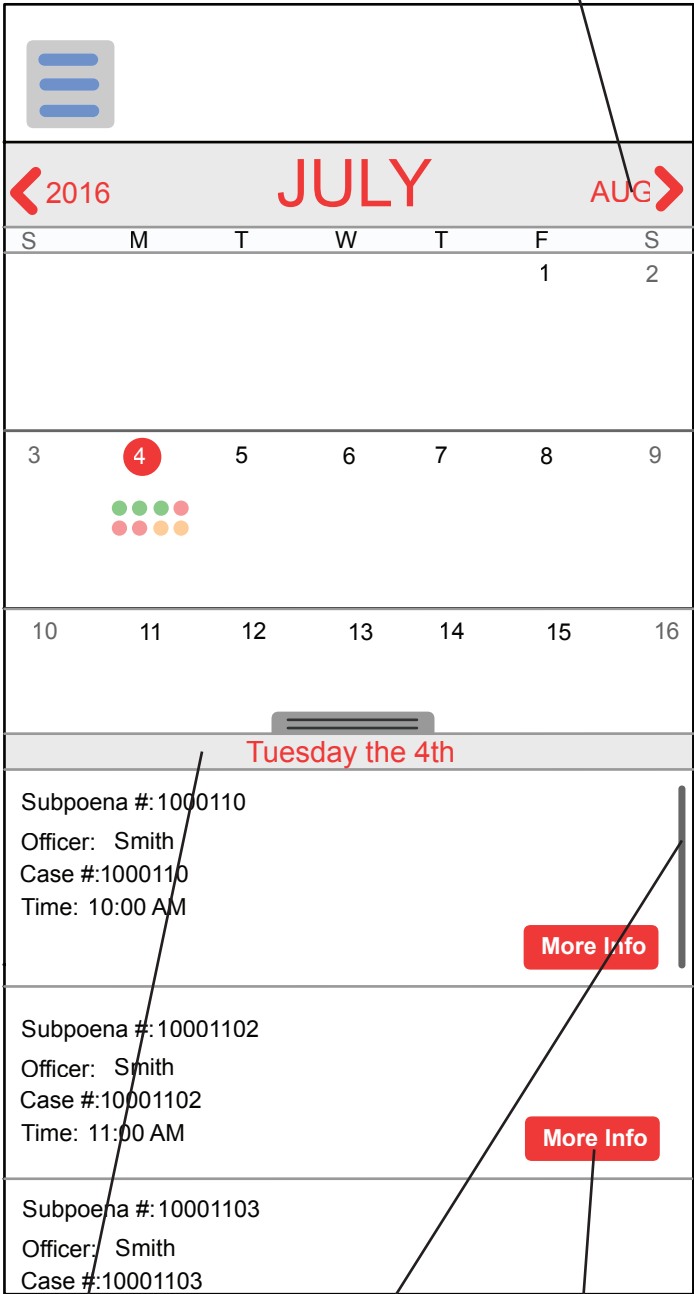 2016 JULY AUG
S M T W T F S
1 2
3 4 5 6 7 8 9
10 11 12 13 14 15 16
Tuesday the 4th
Subpoena #:1000110
Officer: Smith
Case #:1000110
Time: 10:00 AM
More Info
Subpoena #:10001102
Officer: Smith
Case #:10001102
Time: 11:00 AM
More Info
Subpoena #:10001103
Officer: Smith
Case #:10001103